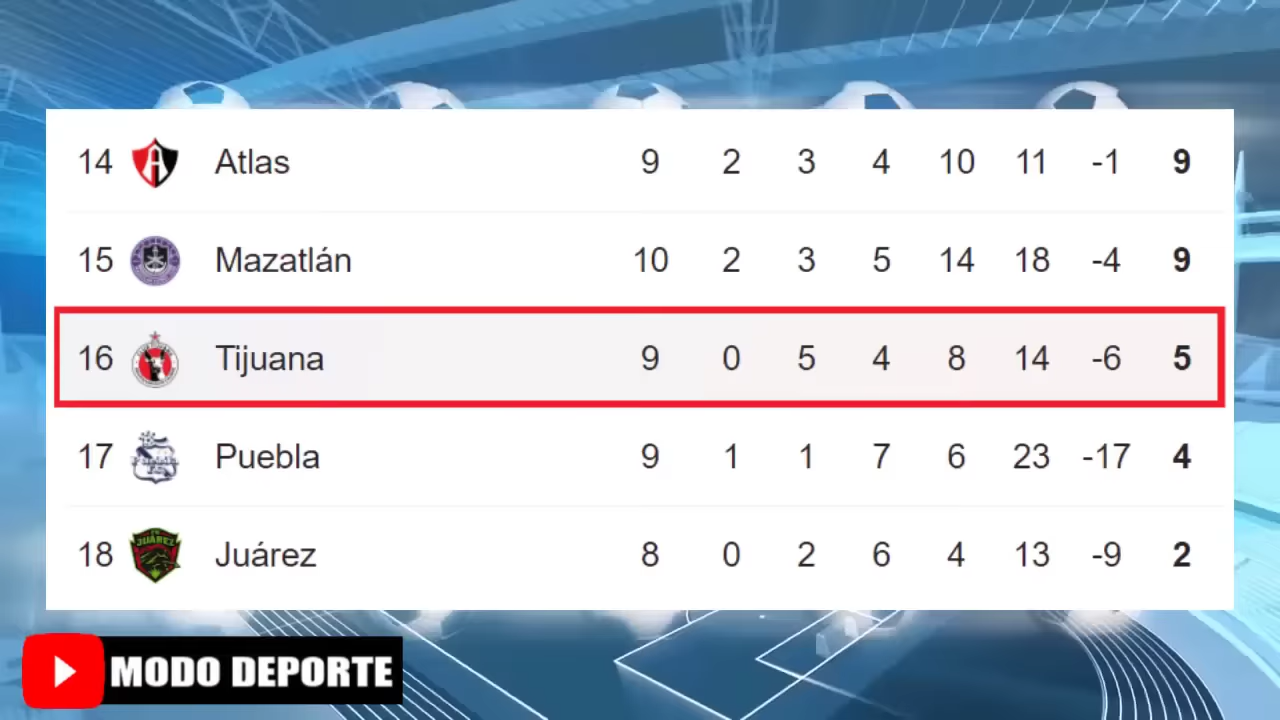 14 Atlas 9 2 3 4 10 11 -1 9
15 Mazatlán 10 2 3 5 14 18 -4 9
16 Tijuana 9 0 5 4 8 14 -6 5
17 Puebla 9 1 1 7 6 23 -17 4
JUÁREZ
18 Juárez 8 0 2 6 4 13 -9 2
MODO DEPORTE